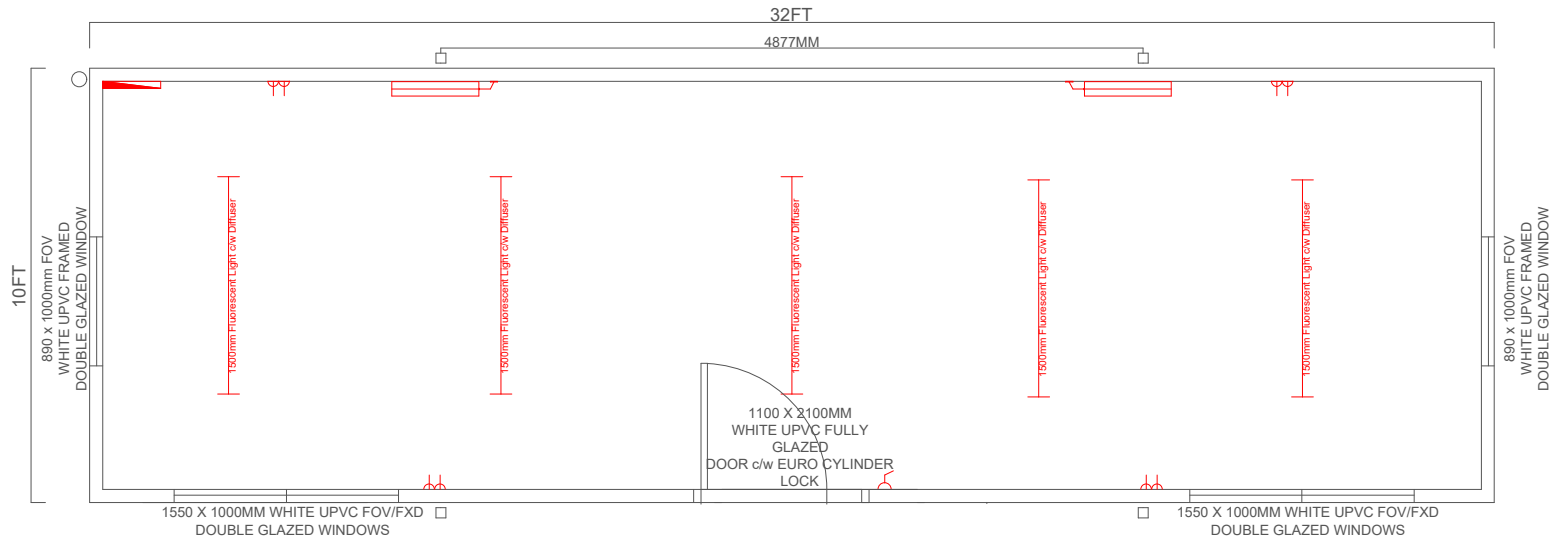 32FT
4877MM
10FT
890 x 1000mm FOV
WHITE UPVC FRAMED
DOUBLE GLAZED WINDOW
1500mm Fluorescent Light c/w Diffuser
1500mm Fluorescent Light c/w Diffuser
1500mm Fluorescent Light c/w Diffuser
1500mm Fluorescent Light c/w Diffuser
1500mm Fluorescent Light c/w Diffuser
890 x 1000mm FOV
WHITE UPVC FRAMED
DOUBLE GLAZED WINDOW
1100 X 2100MM
WHITE UPVC FULLY
GLAZED
DOOR c/w EURO CYLINDER
LOCK
1550 X 1000MM WHITE UPVC FOV/FXD
DOUBLE GLAZED WINDOWS
1550 X 1000MM WHITE UPVC FOV/FXD
DOUBLE GLAZED WINDOWS